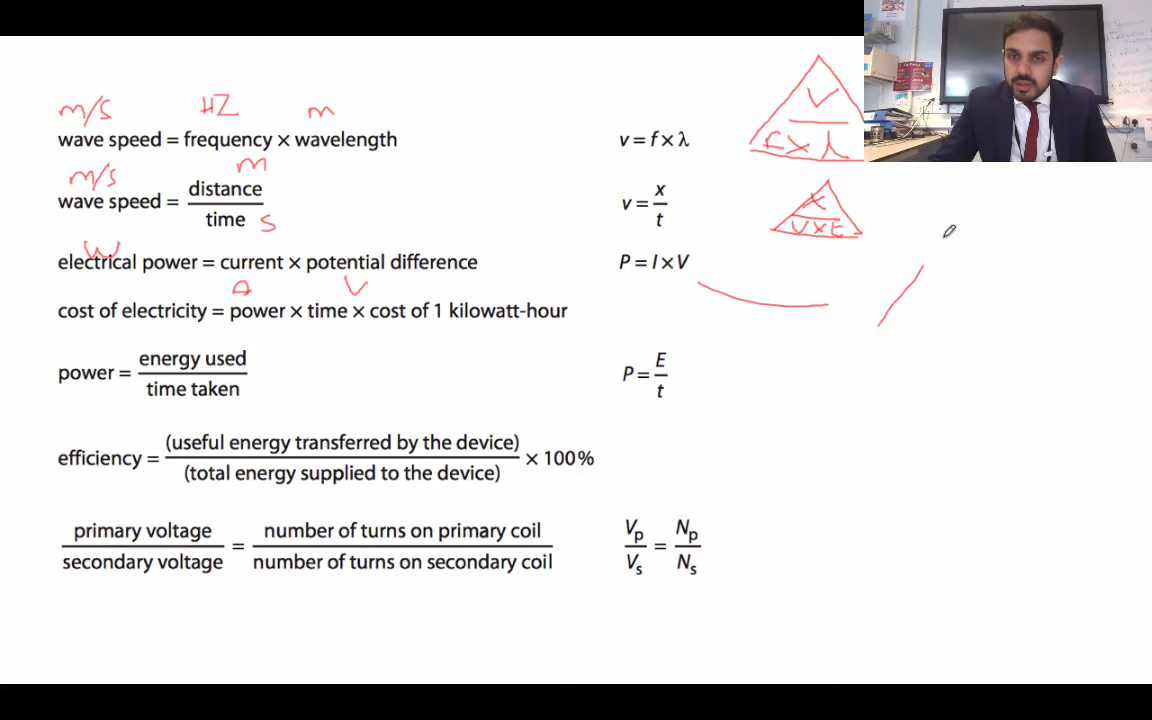 m/s HZ m
wave speed = frequency × wavelength v = f × λ
V
f x λ
m/s m
wave speed = distance / time v = x / t
s
x
V x t
W
electrical power = current × potential difference P = I × V
A V
cost of electricity = power × time × cost of 1 kilowatt-hour
power = energy used / time taken P = E / t
efficiency = (useful energy transferred by the device) / (total energy supplied to the device) × 100%
primary voltage / secondary voltage = number of turns on primary coil / number of turns on secondary coil Vp / Vs = Np / Ns